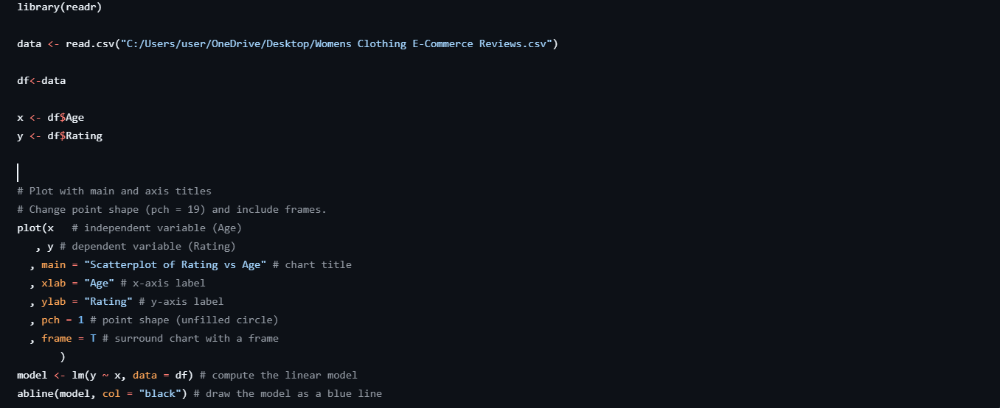 library(readr)
data <- read.csv("C:/Users/user/OneDrive/Desktop/Womens Clothing E-Commerce Reviews.csv")
df<-data
x <- df$Age
y <- df$Rating
# Plot with main and axis titles
# Change point shape (pch = 19) and include frames.
plot(x   # independent variable (Age)
   , y # dependent variable (Rating)
  , main = "Scatterplot of Rating vs Age" # chart title
  , xlab = "Age" # x-axis label
  , ylab = "Rating" # y-axis label
  , pch = 1 # point shape (unfilled circle)
  , frame = T # surround chart with a frame
       )
model <- lm(y ~ x, data = df) # compute the linear model
abline(model, col = "black") # draw the model as a blue line